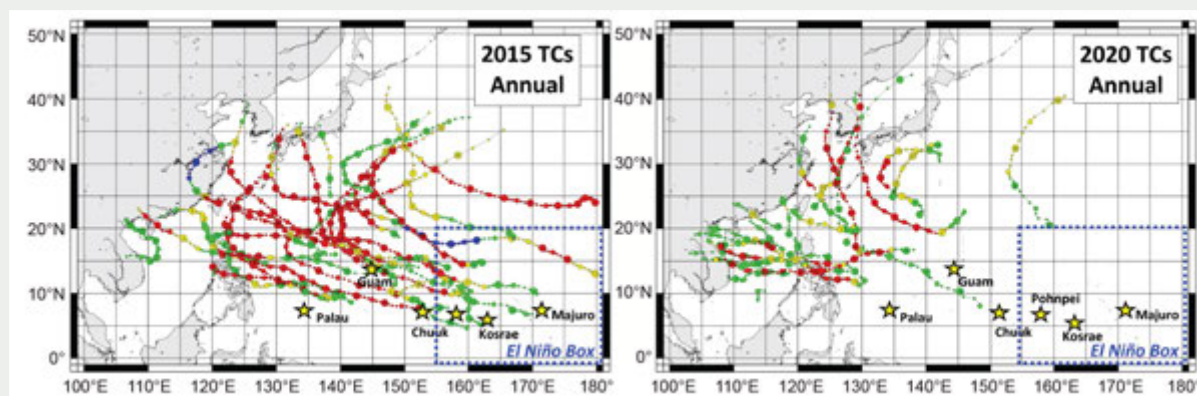 50°N
40°N
30°N
20°N
10°N
0°
100°E
110°E
120°E
130°E
140°E
150°E
160°E
170°E
180°E
2015 TCs
Annual
Guam
Palau
Chuuk
Kosrae
Majuro
El Niño Box
50°N
40°N
30°N
20°N
10°N
0°
100°E
110°E
120°E
130°E
140°E
150°E
160°E
170°E
180°E
2020 TCs
Annual
Guam
Palau
Chuuk
Pohnpei
Kosrae
Majuro
El Niño Box